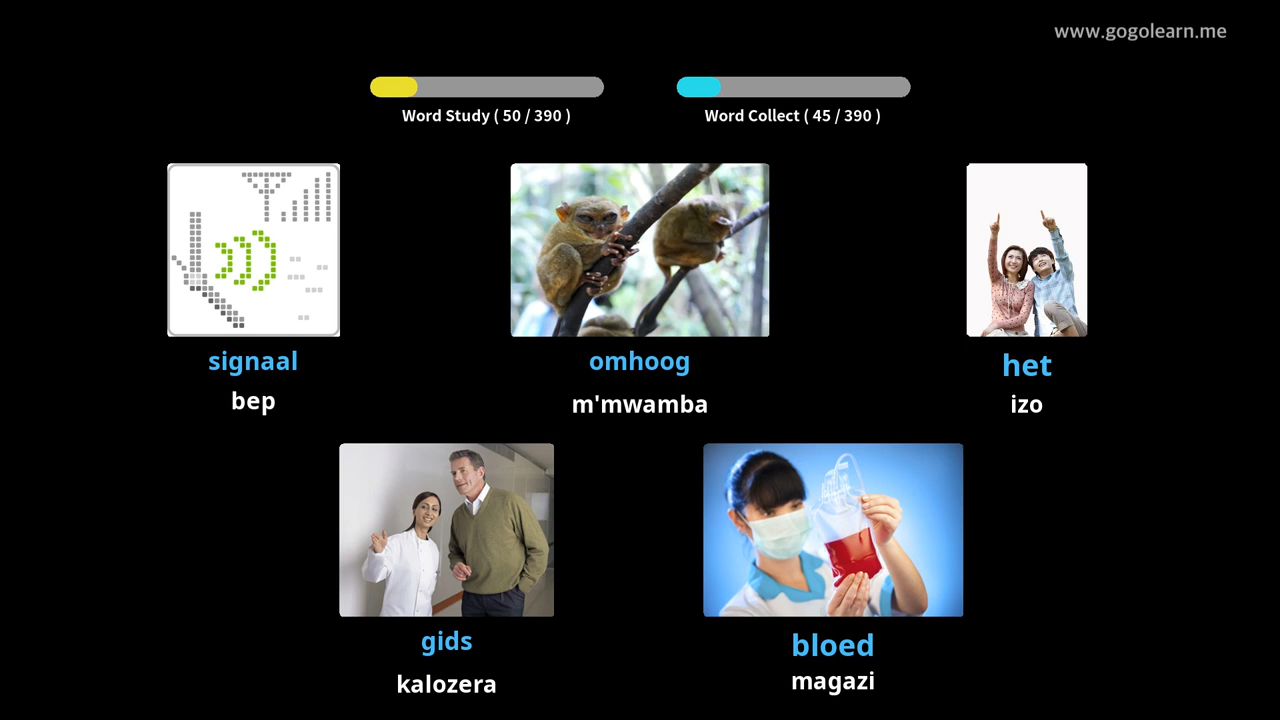 www.gogolearn.me
Word Study ( 50 / 390 )
Word Collect ( 45 / 390 )
signaal
omhoog
het
bep
m'mwamba
izo
gids
bloed
kalozera
magazi